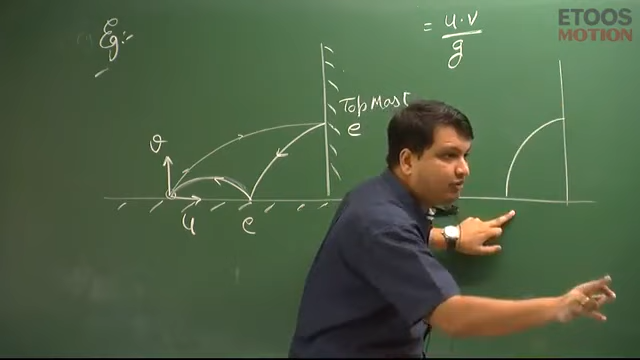 Eg:-
= u.v
g
ETOOS
MOTION
Top Most
e
v
u
e